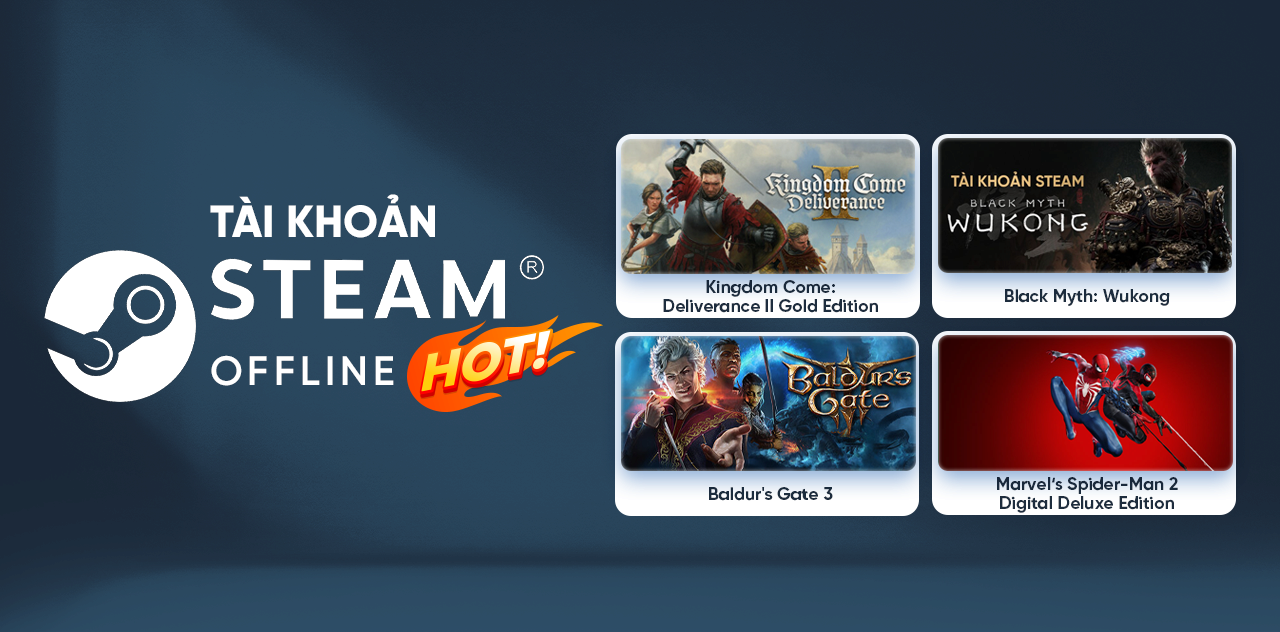 TÀI KHOẢN
STEAM®
OFFLINE
HOT!
Kingdom Come
II
Deliverance
Kingdom Come:
Deliverance II Gold Edition
TÀI KHOẢN STEAM
BLACK MYTH
WUKONG
Black Myth: Wukong
Baldur's
Gate
III
Baldur's Gate 3
Marvel‘s Spider-Man 2
Digital Deluxe Edition